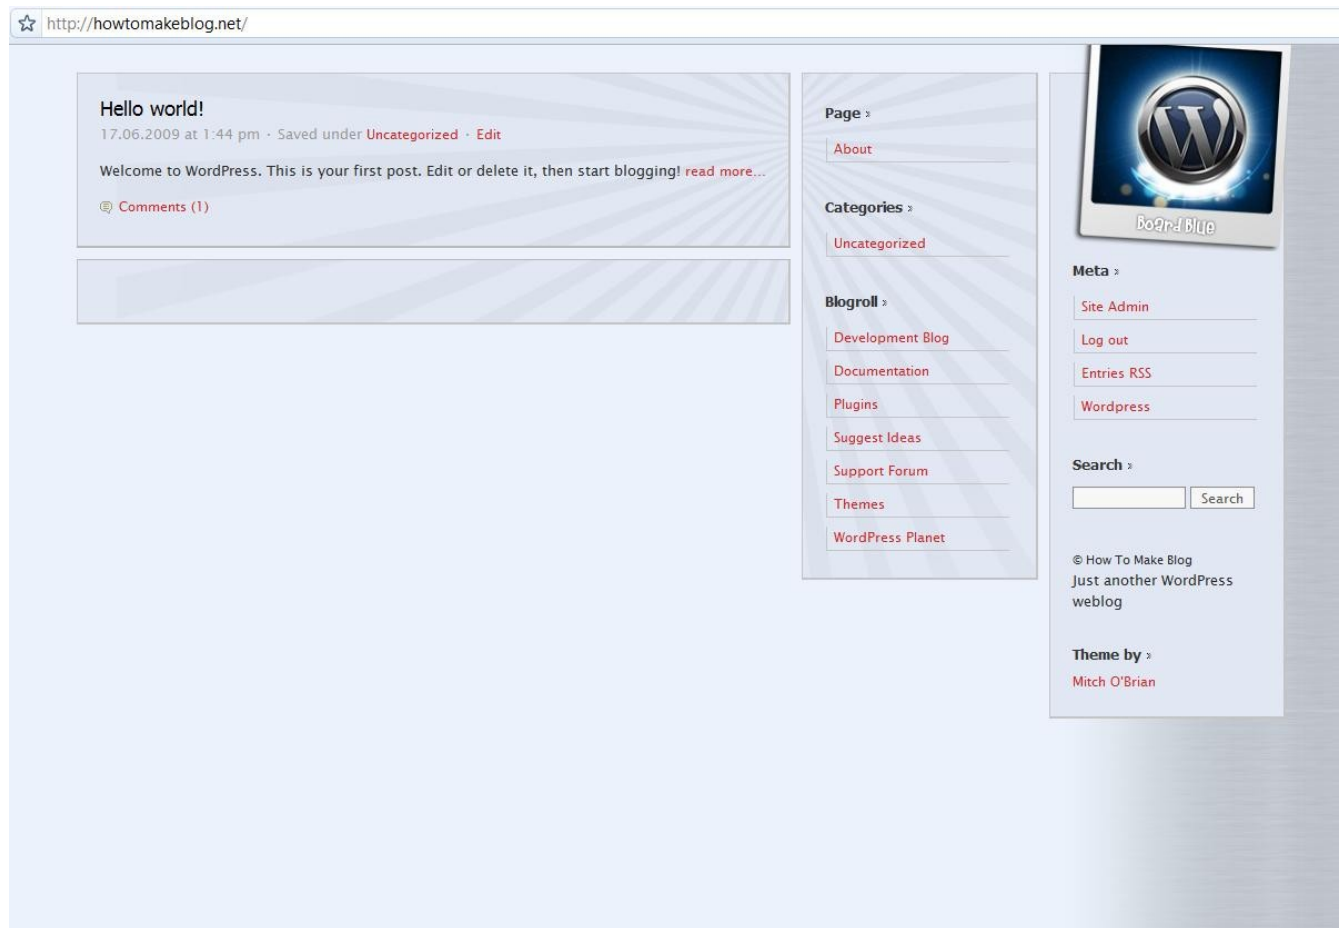 http://howtomakeblog.net/
Hello world!
17.06.2009 at 1:44 pm · Saved under Uncategorized · Edit
Welcome to WordPress. This is your first post. Edit or delete it, then start blogging! read more...
Comments (1)
Page »
About
Categories »
Uncategorized
Blogroll »
Development Blog
Documentation
Plugins
Suggest Ideas
Support Forum
Themes
WordPress Planet
W
Board Blue
Meta »
Site Admin
Log out
Entries RSS
Wordpress
Search »
Search
© How To Make Blog
Just another WordPress
weblog
Theme by »
Mitch O'Brian